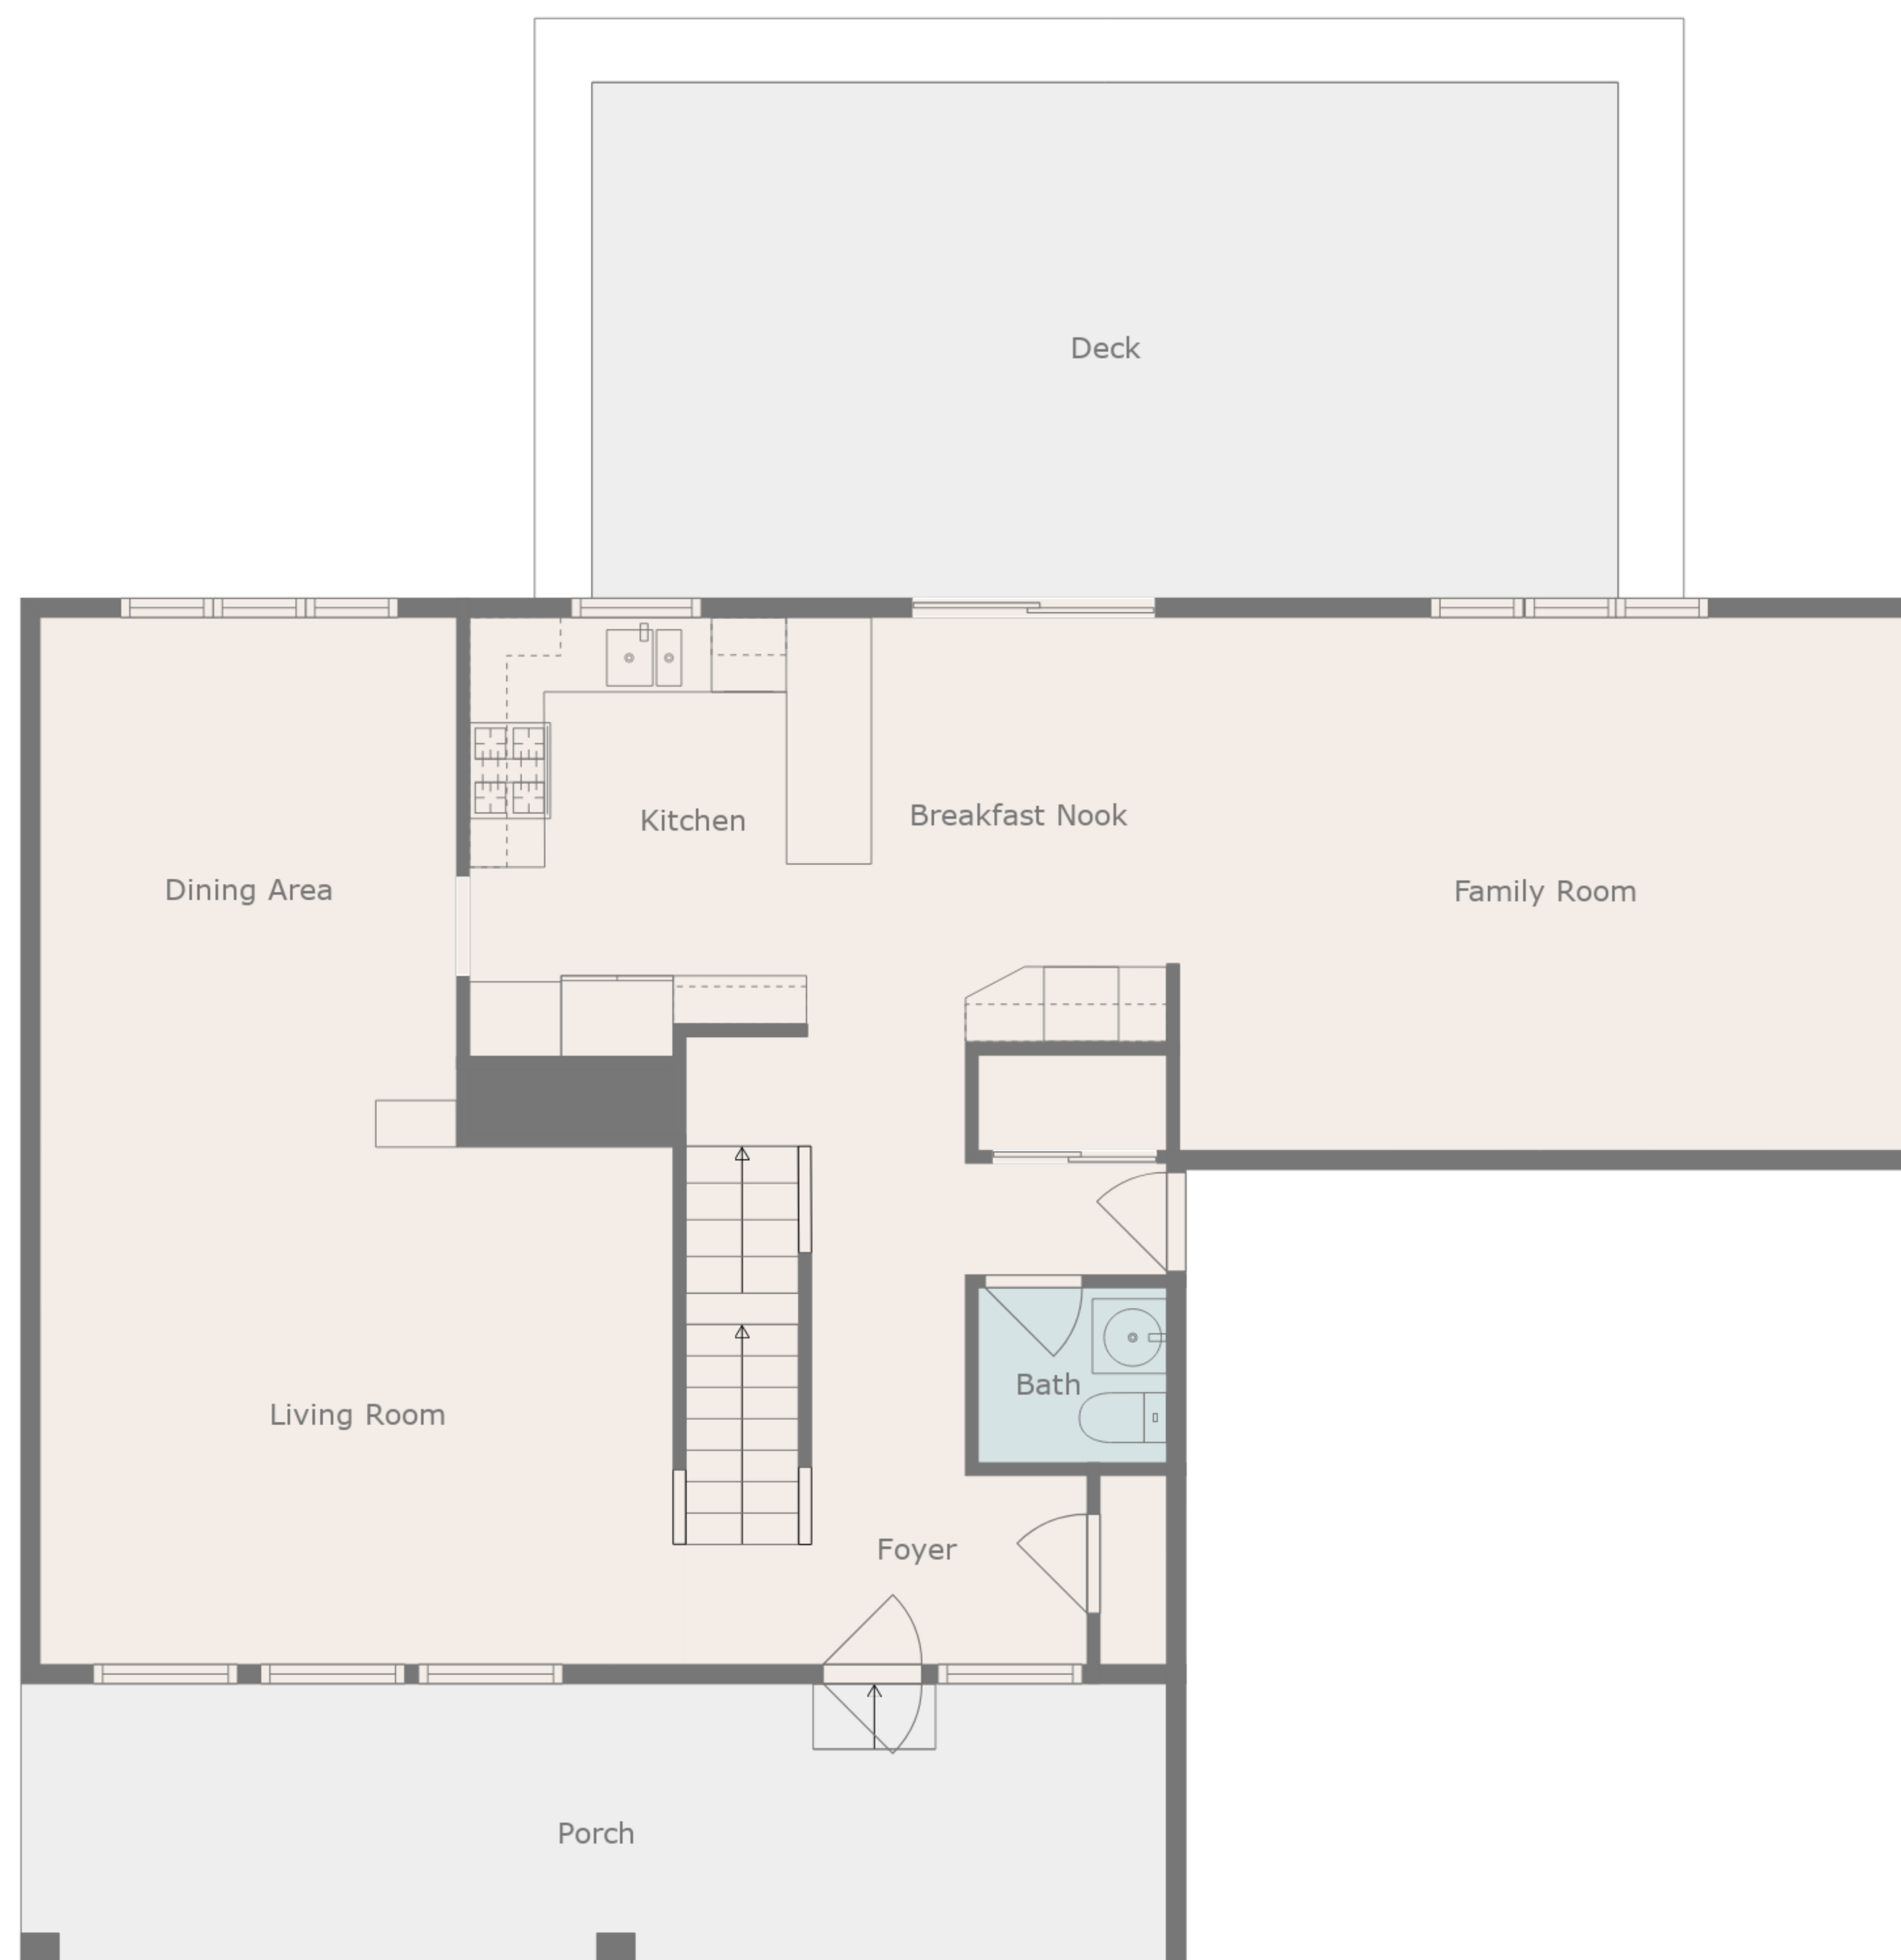 Deck
Kitchen
Breakfast Nook
Dining Area
Family Room
Bath
Living Room
Foyer
Porch